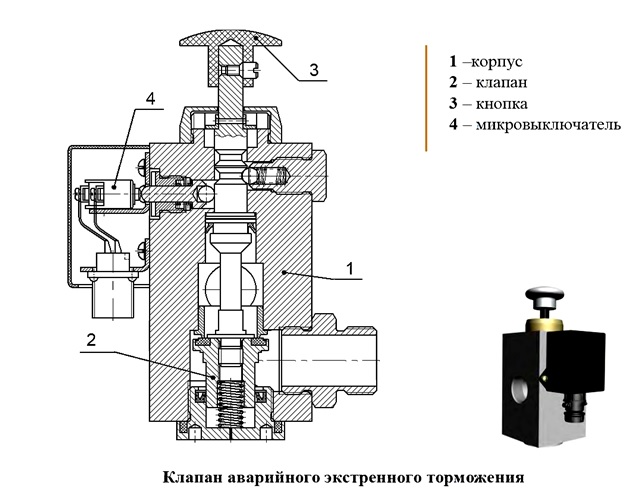 1 –корпус
2 – клапан
3 – кнопка
4 – микровыключатель
3
4
1
2
Клапан аварийного экстренного торможения